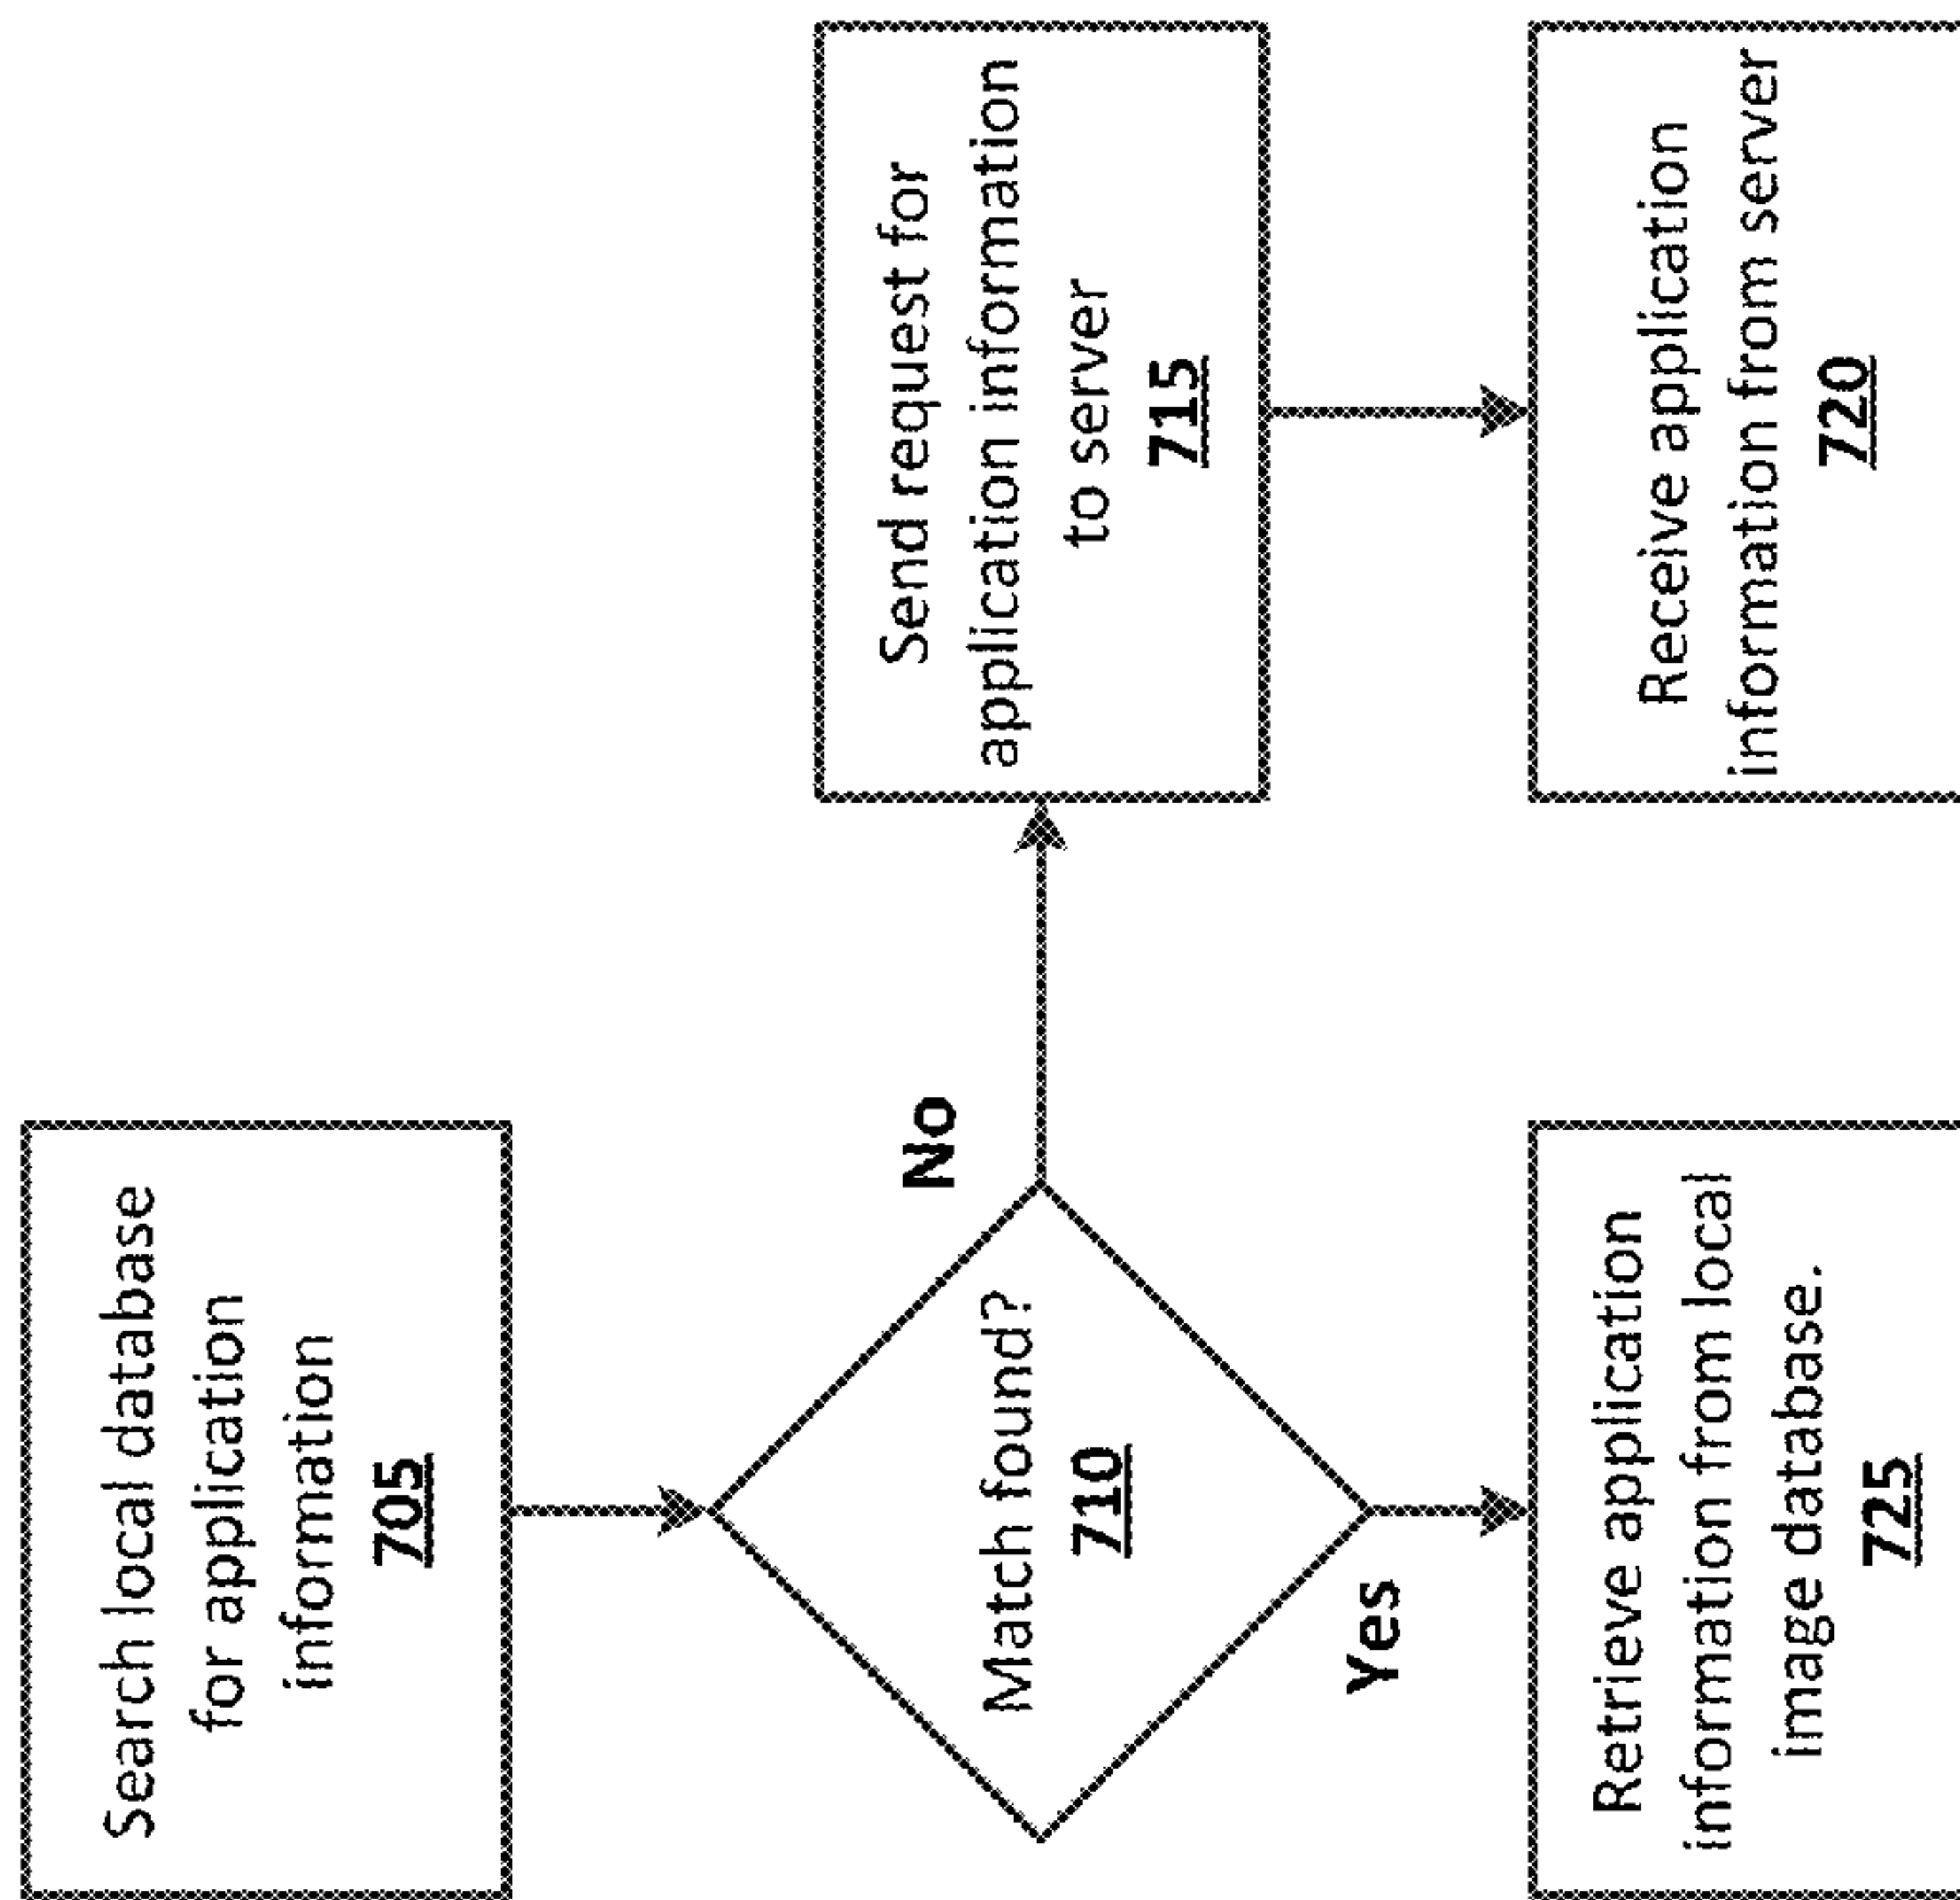 Search local database
for application
information
705
Match found?
710
No
Yes
Send request for
application information
to server
715
Receive application
information from server
720
Retrieve application
information from local
image database.
725